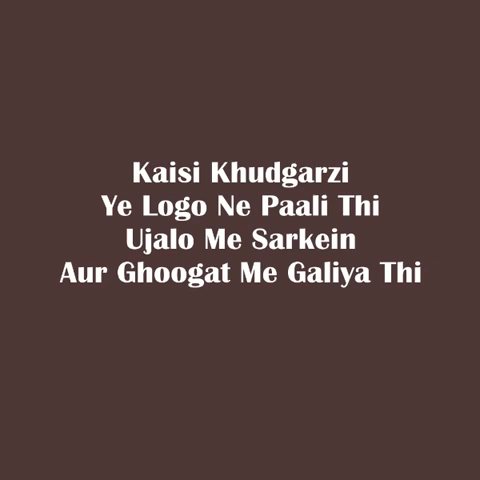 Kaisi Khudgarzi
Ye Logo Ne Paali Thi
Ujalo Me Sarkein
Aur Ghoogat Me Galiya Thi